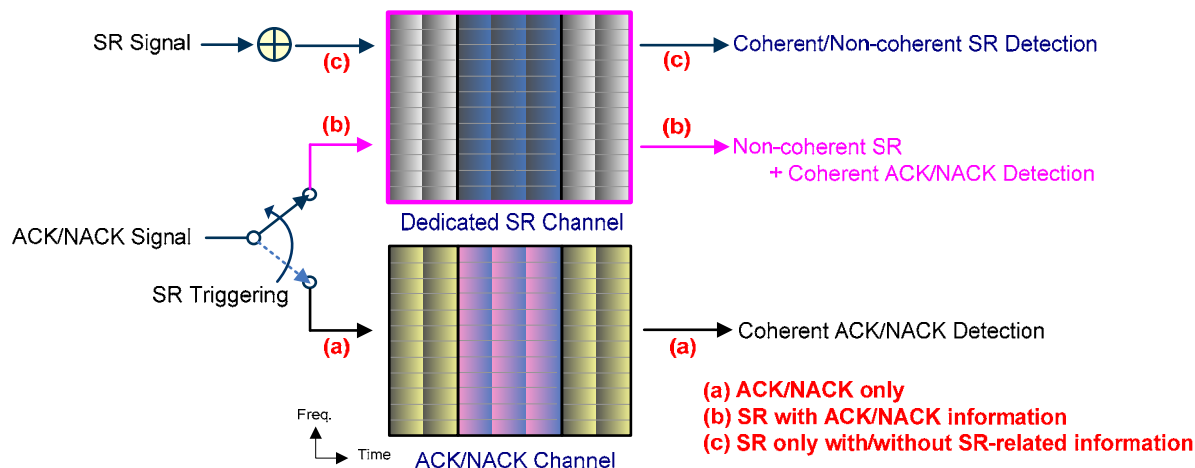 SR Signal
(c)
(c)
Coherent/Non-coherent SR Detection
(b)
(b)
Non-coherent SR
+ Coherent ACK/NACK Detection
Dedicated SR Channel
ACK/NACK Signal
SR Triggering
(a)
(a)
Coherent ACK/NACK Detection
(a) ACK/NACK only
(b) SR with ACK/NACK information
(c) SR only with/without SR-related information
Freq.
Time
ACK/NACK Channel